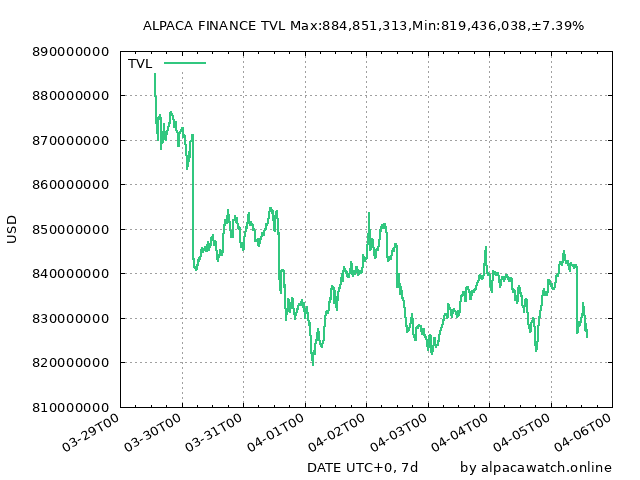 ALPACA FINANCE TVL Max:884,851,313,Min:819,436,038,±7.39%
890000000
TVL
880000000
870000000
860000000
850000000
USD
840000000
830000000
820000000
810000000
03-29T00
03-30T00
03-31T00
04-01T00
04-02T00
04-03T00
04-04T00
04-05T00
04-06T00
DATE UTC+0, 7d
by alpacawatch.online